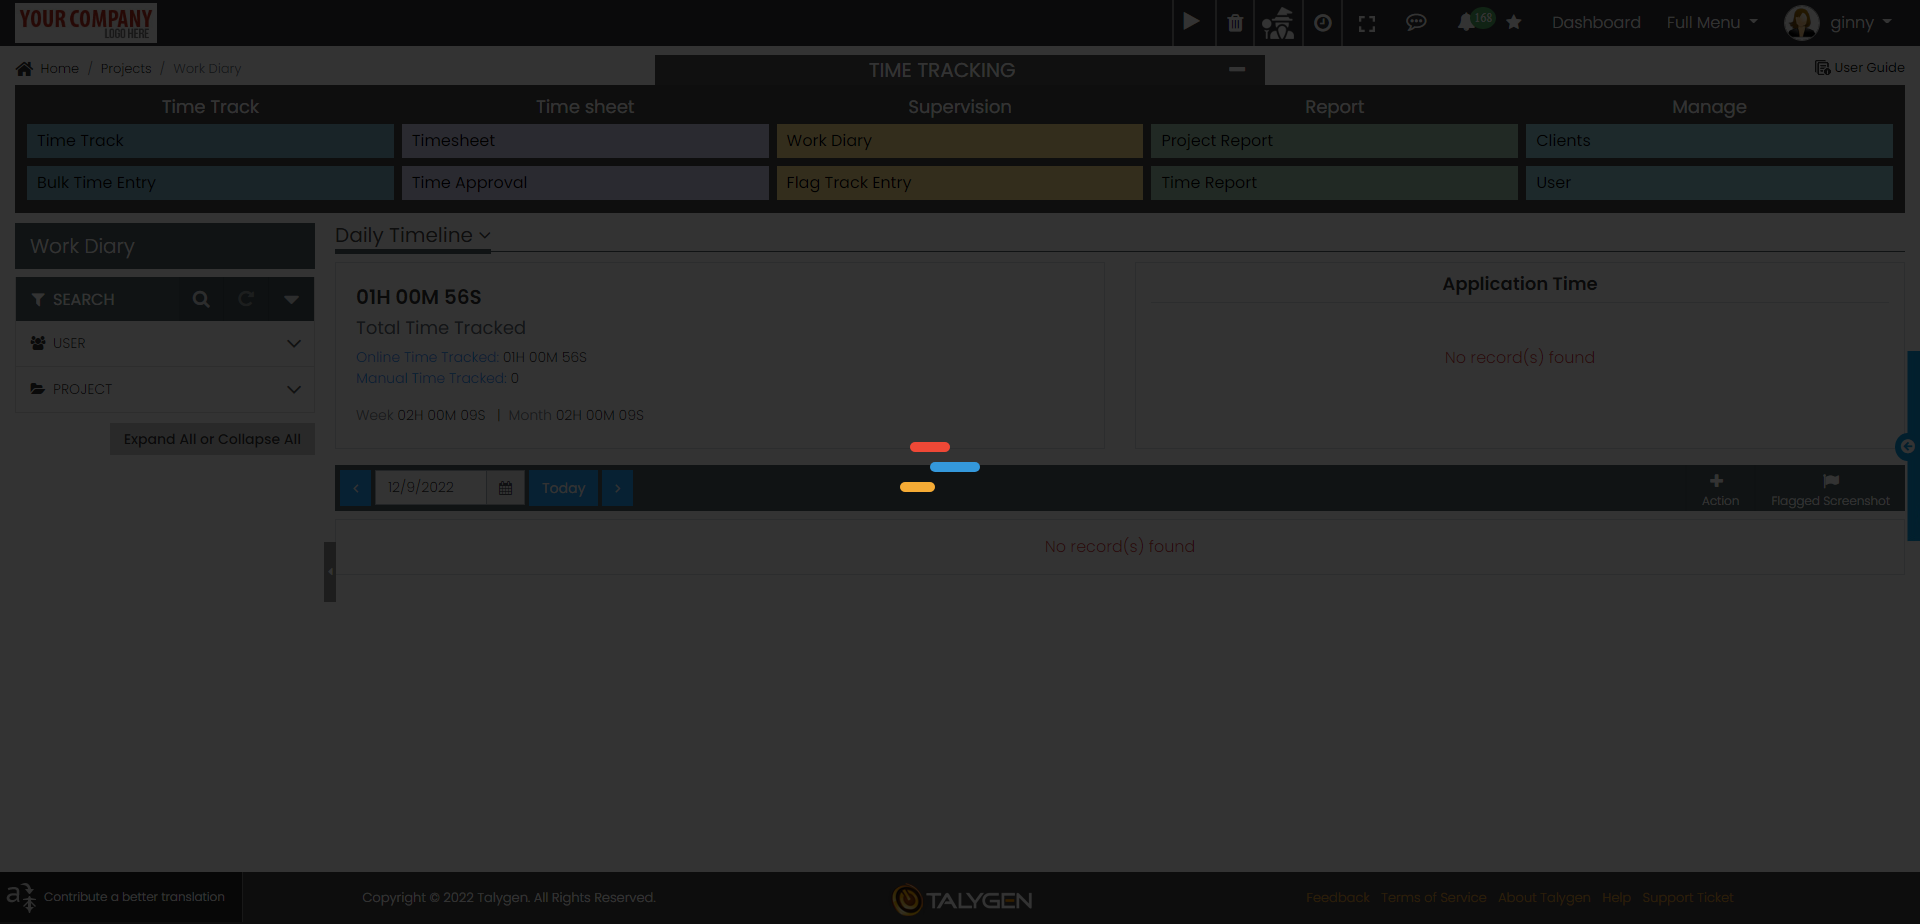 YOUR COMPANY
LOGO HERE
168
Dashboard
Full Menu
ginny
Home / Projects / Work Diary
TIME TRACKING
User Guide
Time Track
Time sheet
Supervision
Report
Manage
Time Track
Timesheet
Work Diary
Project Report
Clients
Bulk Time Entry
Time Approval
Flag Track Entry
Time Report
User
Work Diary
SEARCH
USER
PROJECT
Expand All or Collapse All
Daily Timeline
01H 00M 56S
Total Time Tracked
Online Time Tracked: 01H 00M 56S
Manual Time Tracked: 0
Week 02H 00M 09S | Month 02H 00M 09S
Application Time
No record(s) found
12/9/2022
Today
Action
Flagged Screenshot
No record(s) found
Contribute a better translation
Copyright © 2022 Talygen. All Rights Reserved.
TALYGEN
Feedback Terms of Service About Talygen Help Support Ticket